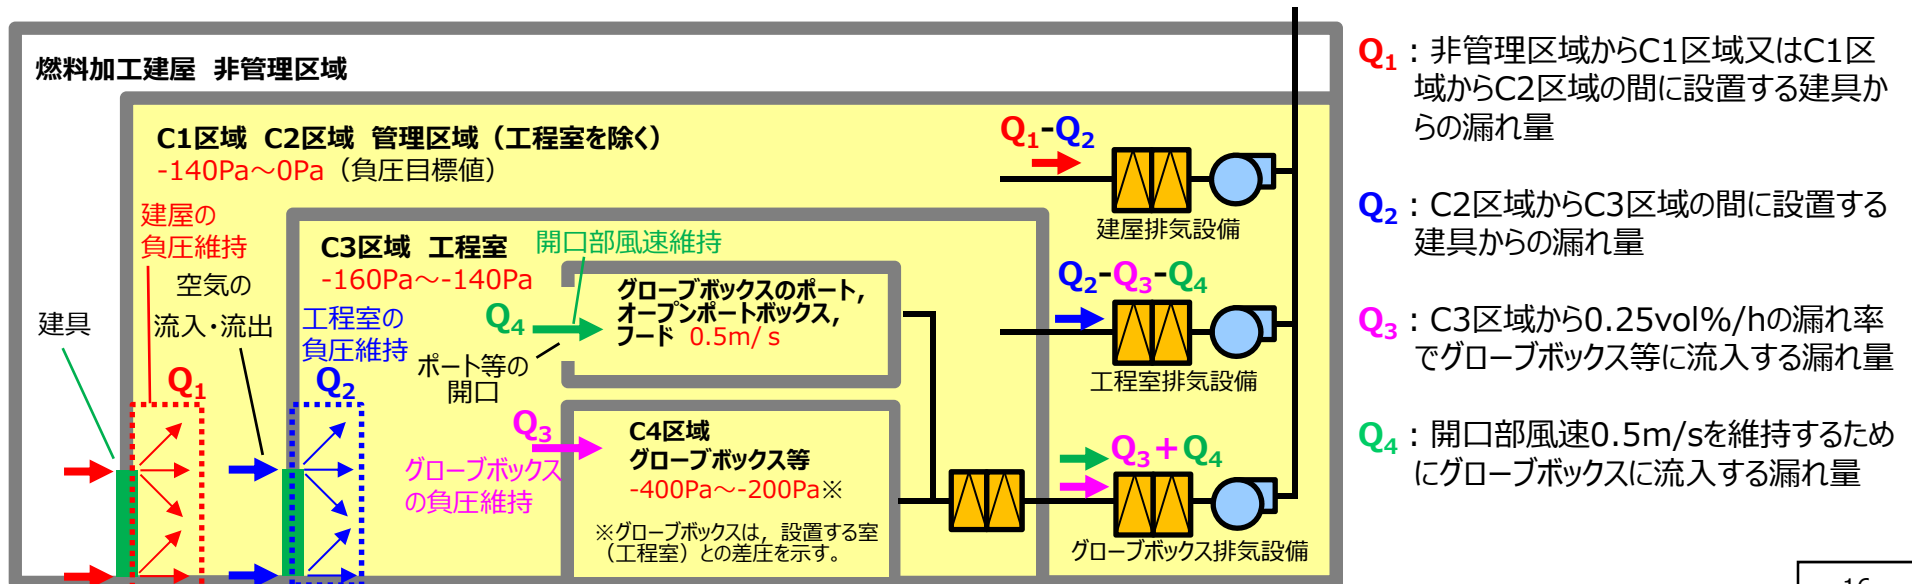 燃料加工建屋 非管理区域
C1区域 C2区域 管理区域（工程室を除く）
-140Pa～0Pa（負圧目標値）
建屋の
負圧維持
空気の
流入・流出
建具
Q1
C3区域 工程室
-160Pa～-140Pa
開口部風速維持
工程室の
負圧維持
Q2
Q4
ポート等の
開口
グローブボックスのポート，
オープンポートボックス，
フード 0.5m/ s
Q3
グローブボックス
の負圧維持
C4区域
グローブボックス等
-400Pa～-200Pa※
※グローブボックスは，設置する室
（工程室）との差圧を示す。
Q1-Q2
建屋排気設備
Q2-Q3-Q4
工程室排気設備
Q3＋Q4
グローブボックス排気設備
Q1：非管理区域からC1区域又はC1区
域からC2区域の間に設置する建具か
らの漏れ量
Q2：C2区域からC3区域の間に設置する
建具からの漏れ量
Q3：C3区域から0.25vol%/hの漏れ率
でグローブボックス等に流入する漏れ量
Q4：開口部風速0.5m/sを維持するため
にグローブボックスに流入する漏れ量